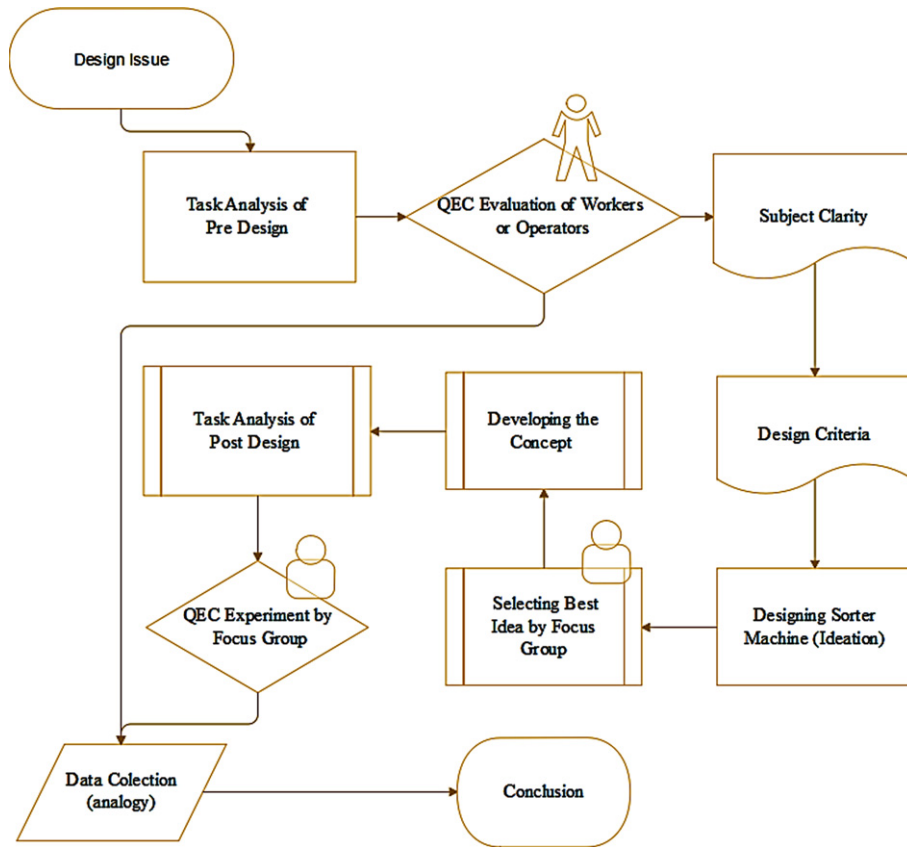 Design Issue
Task Analysis of
Pre Design
QEC Evaluation of Workers
or Operators
Subject Clarity
Task Analysis of
Post Design
Developing the
Concept
Design Criteria
QEC Experiment by
Focus Group
Selecting Best
Idea by Focus
Group
Designing Sorter
Machine (Ideation)
Data Colection
(analogy)
Conclusion